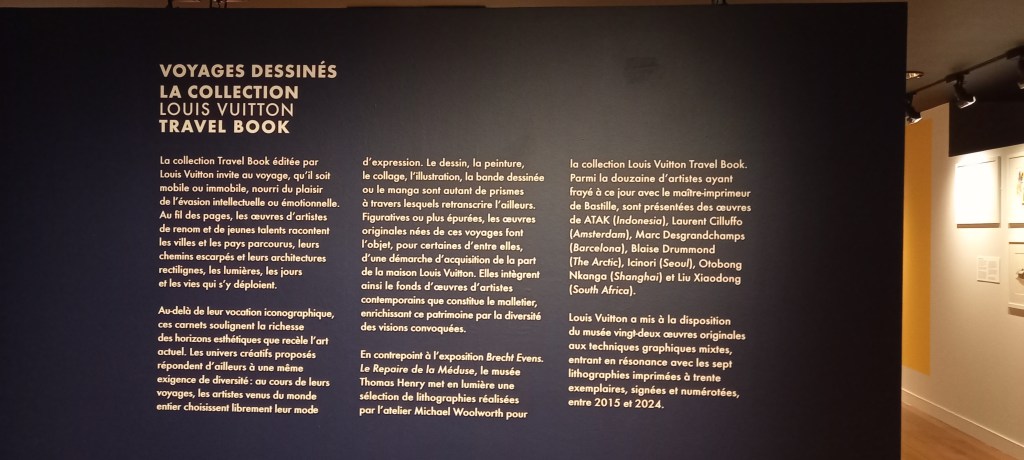 VOYAGES DESSINÉS
LA COLLECTION
LOUIS VUITTON
TRAVEL BOOK
La collection Travel Book éditée par
Louis Vuitton invite au voyage, qu'il soit
mobile ou immobile, nourri du plaisir
de l'évasion intellectuelle ou émotionnelle.
Au fil des pages, les œuvres d'artistes
de renom et de jeunes talents racontent
les villes et les pays parcourus, leurs
chemins escarpés et leurs architectures
rectilignes, les lumières, les jours
et les vies qui s'y déploient.
Au-delà de leur vocation iconographique,
ces carnets soulignent la richesse
des horizons esthétiques que recèle l'art
actuel. Les univers créatifs proposés
répondent d'ailleurs à une même
exigence de diversité : au cours de leurs
voyages, les artistes venus du monde
entier choisissent librement leur mode
d'expression. Le dessin, la peinture,
le collage, l'illustration, la bande dessinée
ou le manga sont autant de prismes
à travers lesquels retranscrire l'ailleurs.
Figuratives ou plus épurées, les œuvres
originales nées de ces voyages font
l'objet, pour certaines d'entre elles,
d'une démarche d'acquisition de la part
de la maison Louis Vuitton. Elles intègrent
ainsi le fonds d'œuvres d'artistes
contemporains que constitue le malletier,
enrichissant ce patrimoine par la diversité
des visions convoquées.
En contrepoint à l'exposition Brecht Evens.
Le Repaire de la Méduse, le musée
Thomas Henry met en lumière une
sélection de lithographies réalisées
par l'atelier Michael Woolworth pour
la collection Louis Vuitton Travel Book.
Parmi la douzaine d'artistes ayant
frayé à ce jour avec le maître-imprimeur
de Bastille, sont présentées des œuvres
de ATAK (Indonesia), Laurent Cilluffo
(Amsterdam), Marc Desgrandchamps
(Barcelona), Blaise Drummond
(The Arctic), Icinori (Seoul), Otobong
Nkanga (Shanghai) et Liu Xiaodong
(South Africa).
Louis Vuitton a mis à la disposition
du musée vingt-deux œuvres originales
aux techniques graphiques mixtes,
entrant en résonance avec les sept
lithographies imprimées à trente
exemplaires, signées et numérotées,
entre 2015 et 2024.